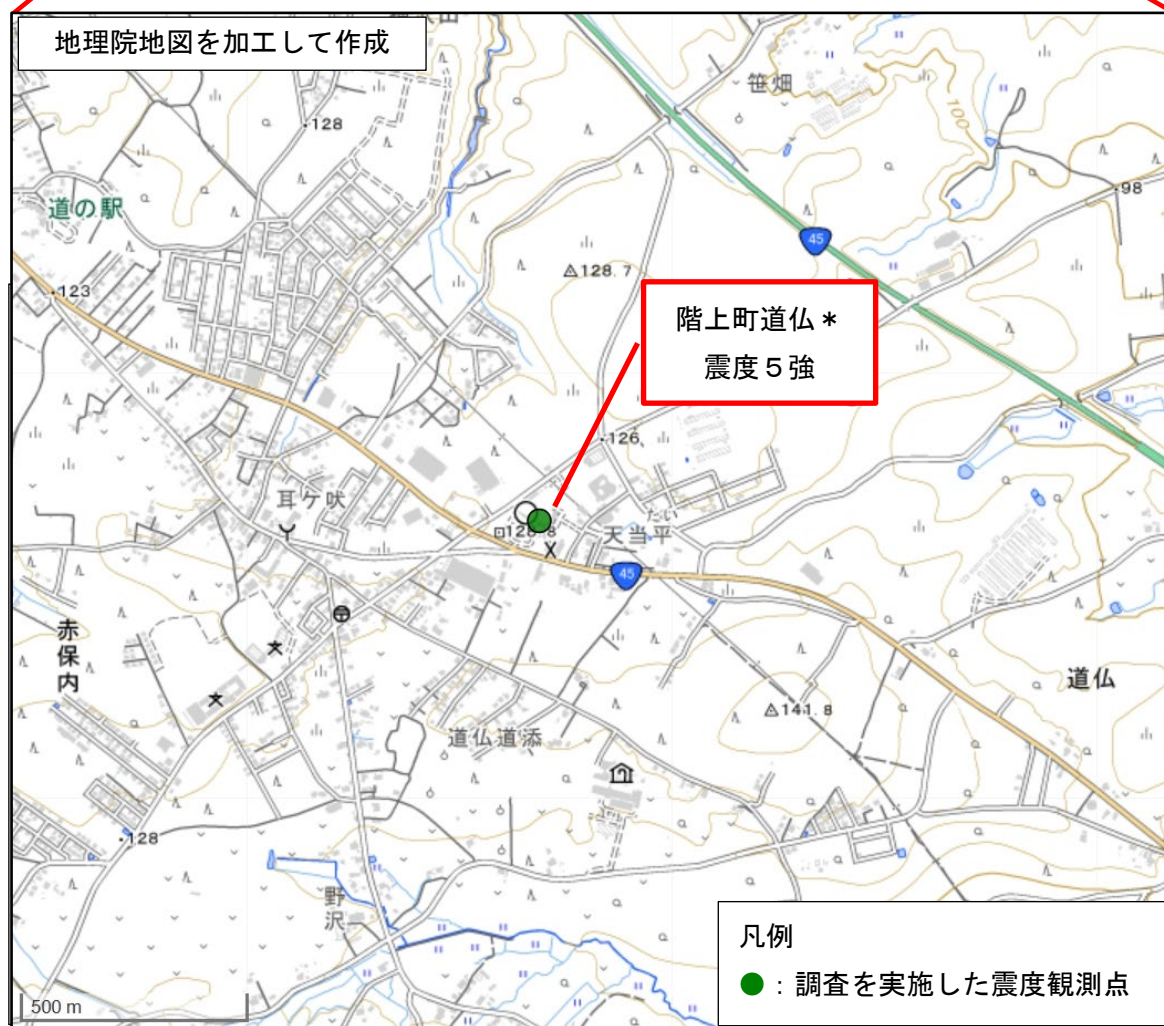 地理院地図を加工して作成
笹畑
100
128
98
道の駅
45
128.7
123
階上町道仏＊
震度５強
126
耳ケ吠
たい
天当平
45
赤保内
道仏
141.8
道仏道添
128
野沢
凡例
●：調査を実施した震度観測点
500 m